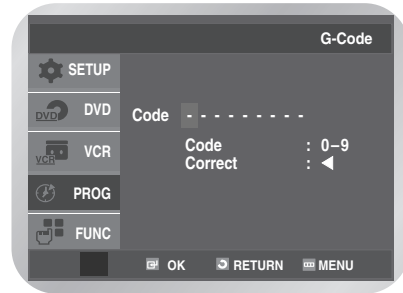 G-Code
SETUP
DVD DVD
Code - - - - - - - - -
VCR VCR
Code : 0–9
Correct : ◀
PROG
FUNC
OK RETURN MENU